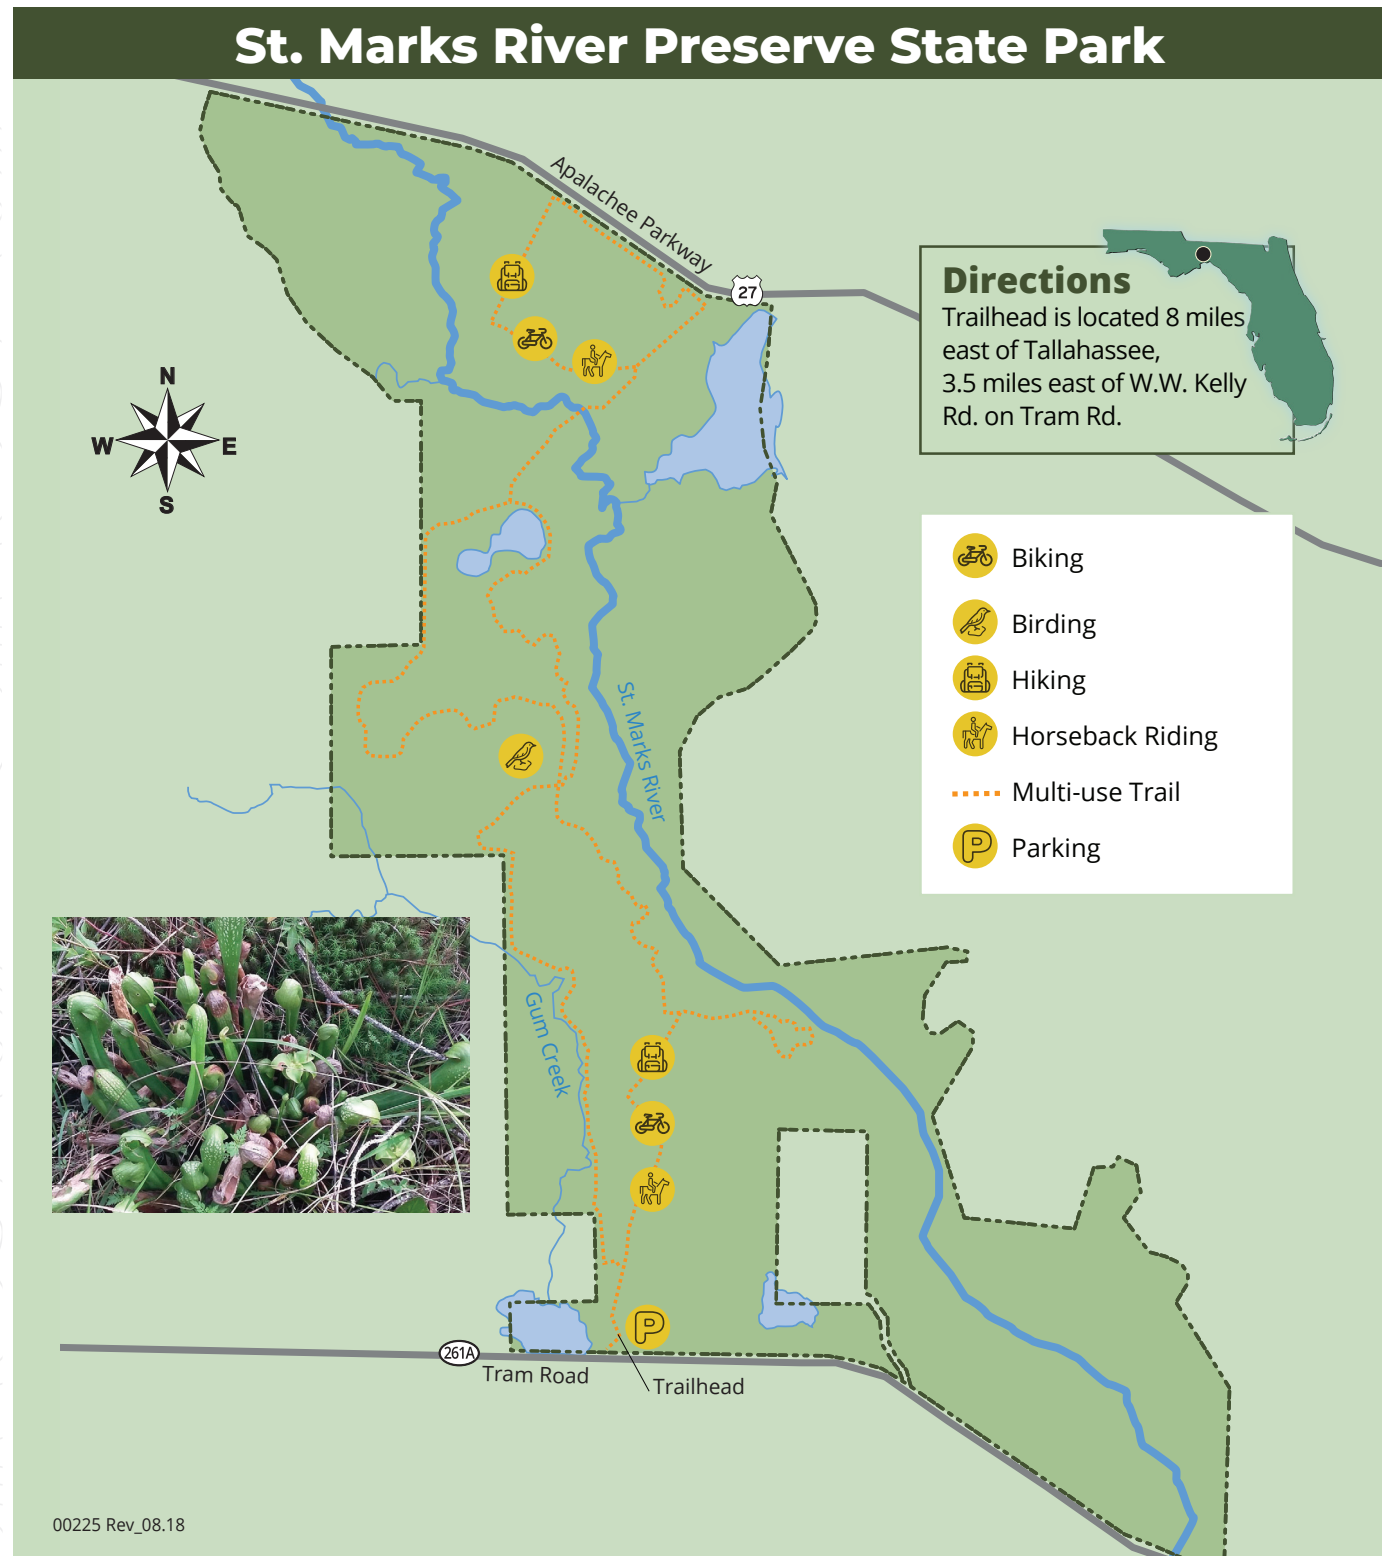 St. Marks River Preserve State Park
Apalachee Parkway
27
Directions
Trailhead is located 8 miles
east of Tallahassee,
3.5 miles east of W.W. Kelly
Rd. on Tram Rd.
N
W
E
S
Biking
Birding
Hiking
Horseback Riding
Multi-use Trail
P
Parking
St. Marks River
Gum Creek
P
261A
Tram Road
Trailhead
00225 Rev_08.18